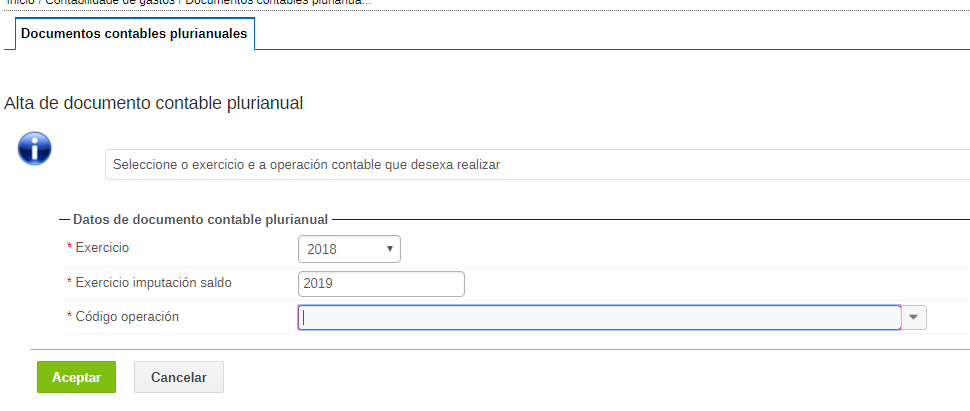 Inicio / Contabilidade de gastos / Documentos contables plurianua...
Documentos contables plurianuales
Alta de documento contable plurianual
Seleccione o exercicio e a operación contable que desexa realizar
Datos de documento contable plurianual
* Exercicio 2018
* Exercicio imputación saldo 2019
* Código operación
Aceptar Cancelar